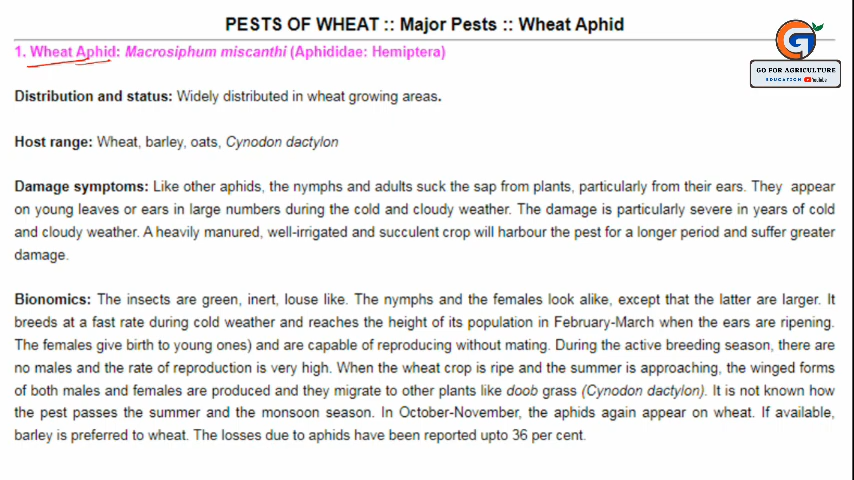 PESTS OF WHEAT :: Major Pests :: Wheat Aphid
1. Wheat Aphid: Macrosiphum miscanthi (Aphididae: Hemiptera)
GO FOR AGRICULTURE
EDUCATION YouTube
Distribution and status: Widely distributed in wheat growing areas.
Host range: Wheat, barley, oats, Cynodon dactylon
Damage symptoms: Like other aphids, the nymphs and adults suck the sap from plants, particularly from their ears. They appear
on young leaves or ears in large numbers during the cold and cloudy weather. The damage is particularly severe in years of cold
and cloudy weather. A heavily manured, well-irrigated and succulent crop will harbour the pest for a longer period and suffer greater
damage.
Bionomics: The insects are green, inert, louse like. The nymphs and the females look alike, except that the latter are larger. It
breeds at a fast rate during cold weather and reaches the height of its population in February-March when the ears are ripening.
The females give birth to young ones) and are capable of reproducing without mating. During the active breeding season, there are
no males and the rate of reproduction is very high. When the wheat crop is ripe and the summer is approaching, the winged forms
of both males and females are produced and they migrate to other plants like doob grass (Cynodon dactylon). It is not known how
the pest passes the summer and the monsoon season. In October-November, the aphids again appear on wheat. If available,
barley is preferred to wheat. The losses due to aphids have been reported upto 36 per cent.